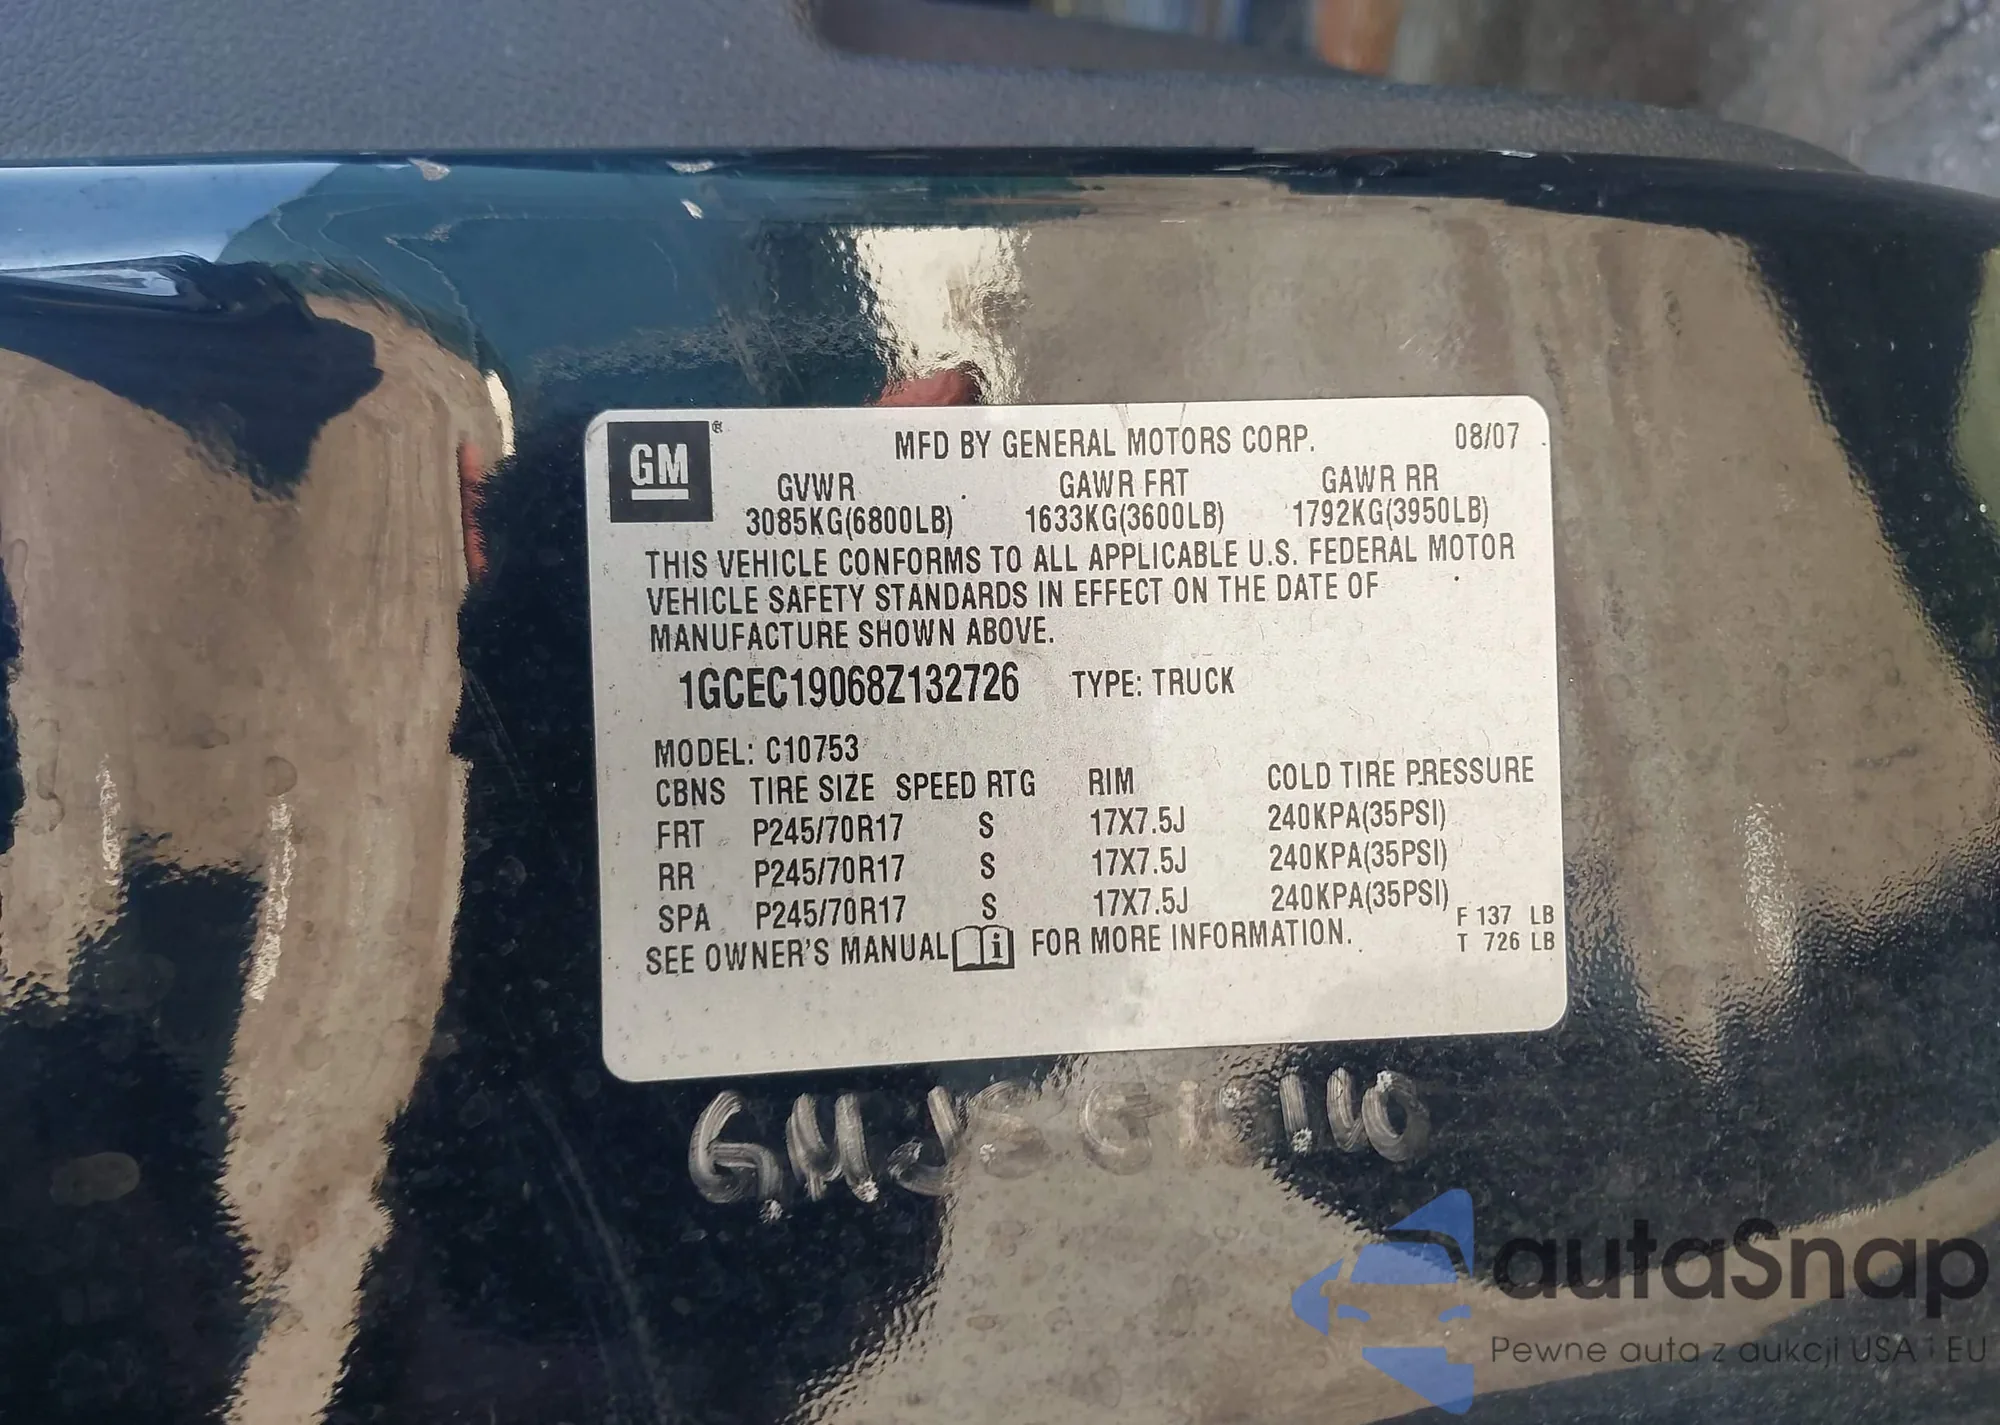 GM®
MFD BY GENERAL MOTORS CORP. 08/07
GVWR GAWR FRT GAWR RR
3085KG(6800LB) 1633KG(3600LB) 1792KG(3950LB)
THIS VEHICLE CONFORMS TO ALL APPLICABLE U.S. FEDERAL MOTOR
VEHICLE SAFETY STANDARDS IN EFFECT ON THE DATE OF
MANUFACTURE SHOWN ABOVE.
1GCEC19068Z132726 TYPE: TRUCK
MODEL: C10753
CBNS TIRE SIZE SPEED RTG RIM COLD TIRE PRESSURE
FRT P245/70R17 S 17X7.5J 240KPA(35PSI)
RR P245/70R17 S 17X7.5J 240KPA(35PSI)
SPA P245/70R17 S 17X7.5J 240KPA(35PSI)
F 137 LB
T 726 LB
SEE OWNER'S MANUAL FOR MORE INFORMATION.
autaSnap
Pewne auta z aukcji USA i EU